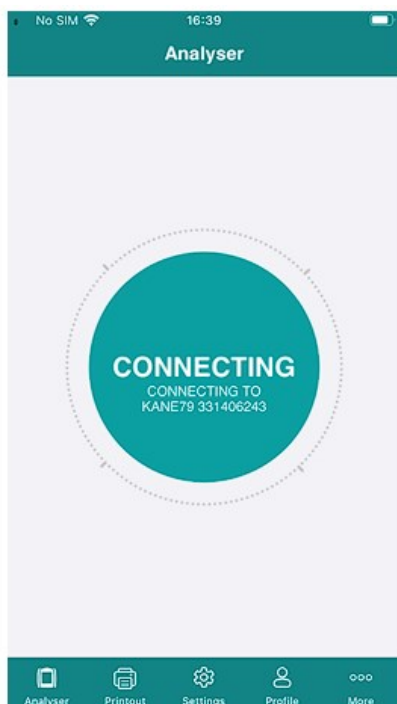 No SIM 16:39
Analyser
CONNECTING
CONNECTING TO
KANE79 331406243
Analyser Printout Settings Profile More